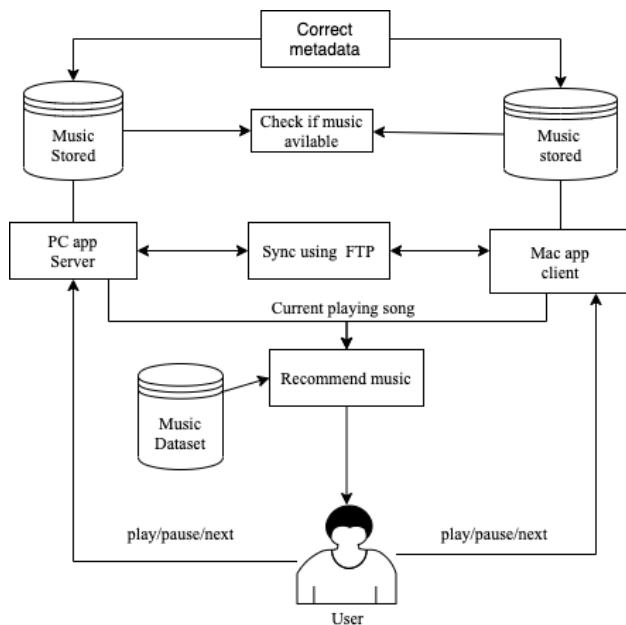 Correct
metadata
Music
Stored
Check if music
avilable
Music
stored
PC app
Server
Sync using FTP
Mac app
client
Current playing song
Recommend music
Music
Dataset
play/pause/next
play/pause/next
User